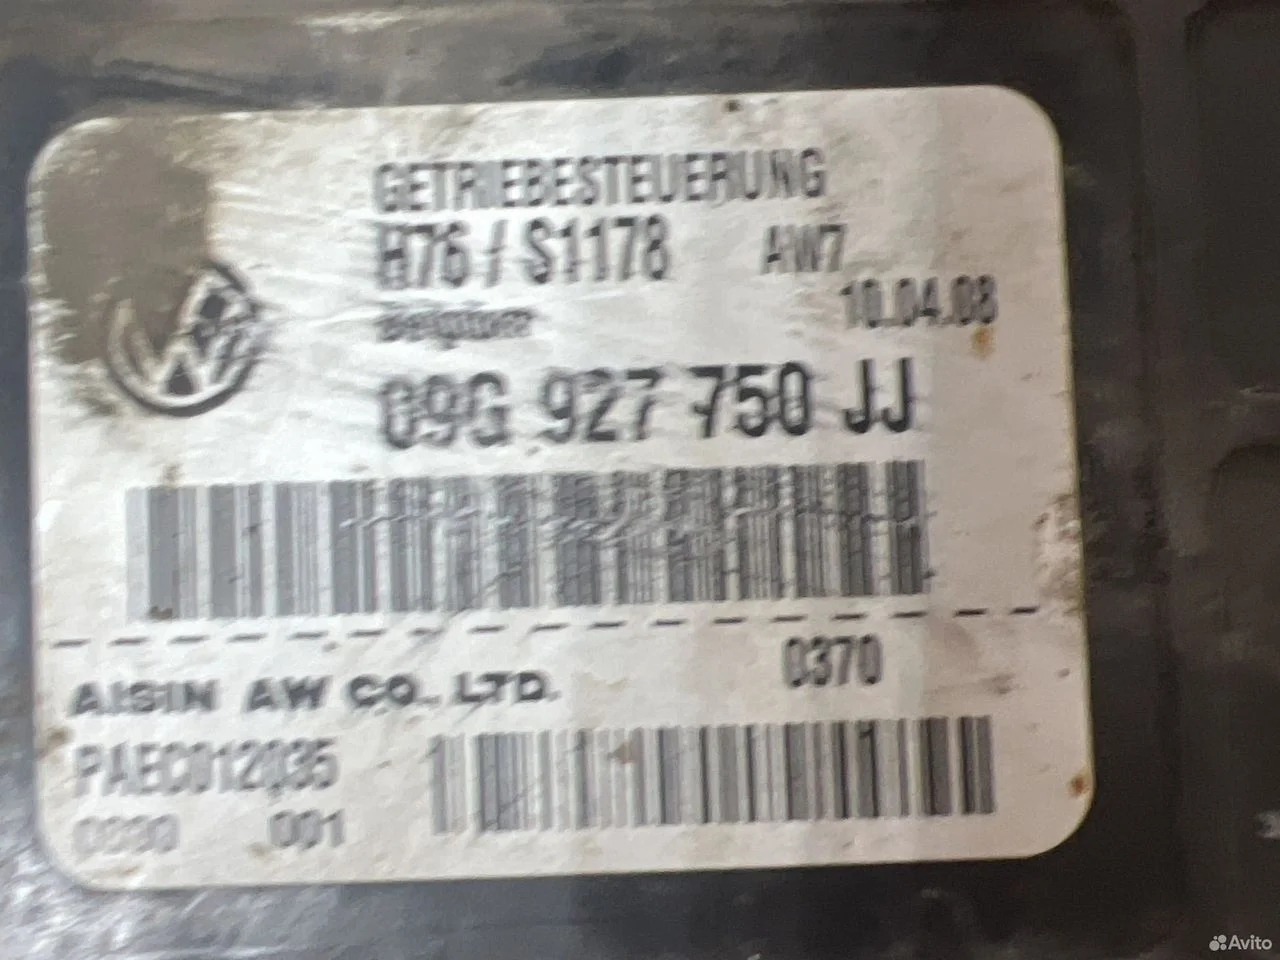 GETRIEBESTEUERUNG
H76 / S1178 AW7
Belgium 10.04.08
09G 927 750 JJ
0370
AISIN AW CO., LTD.
PAEC012035
001
Avito